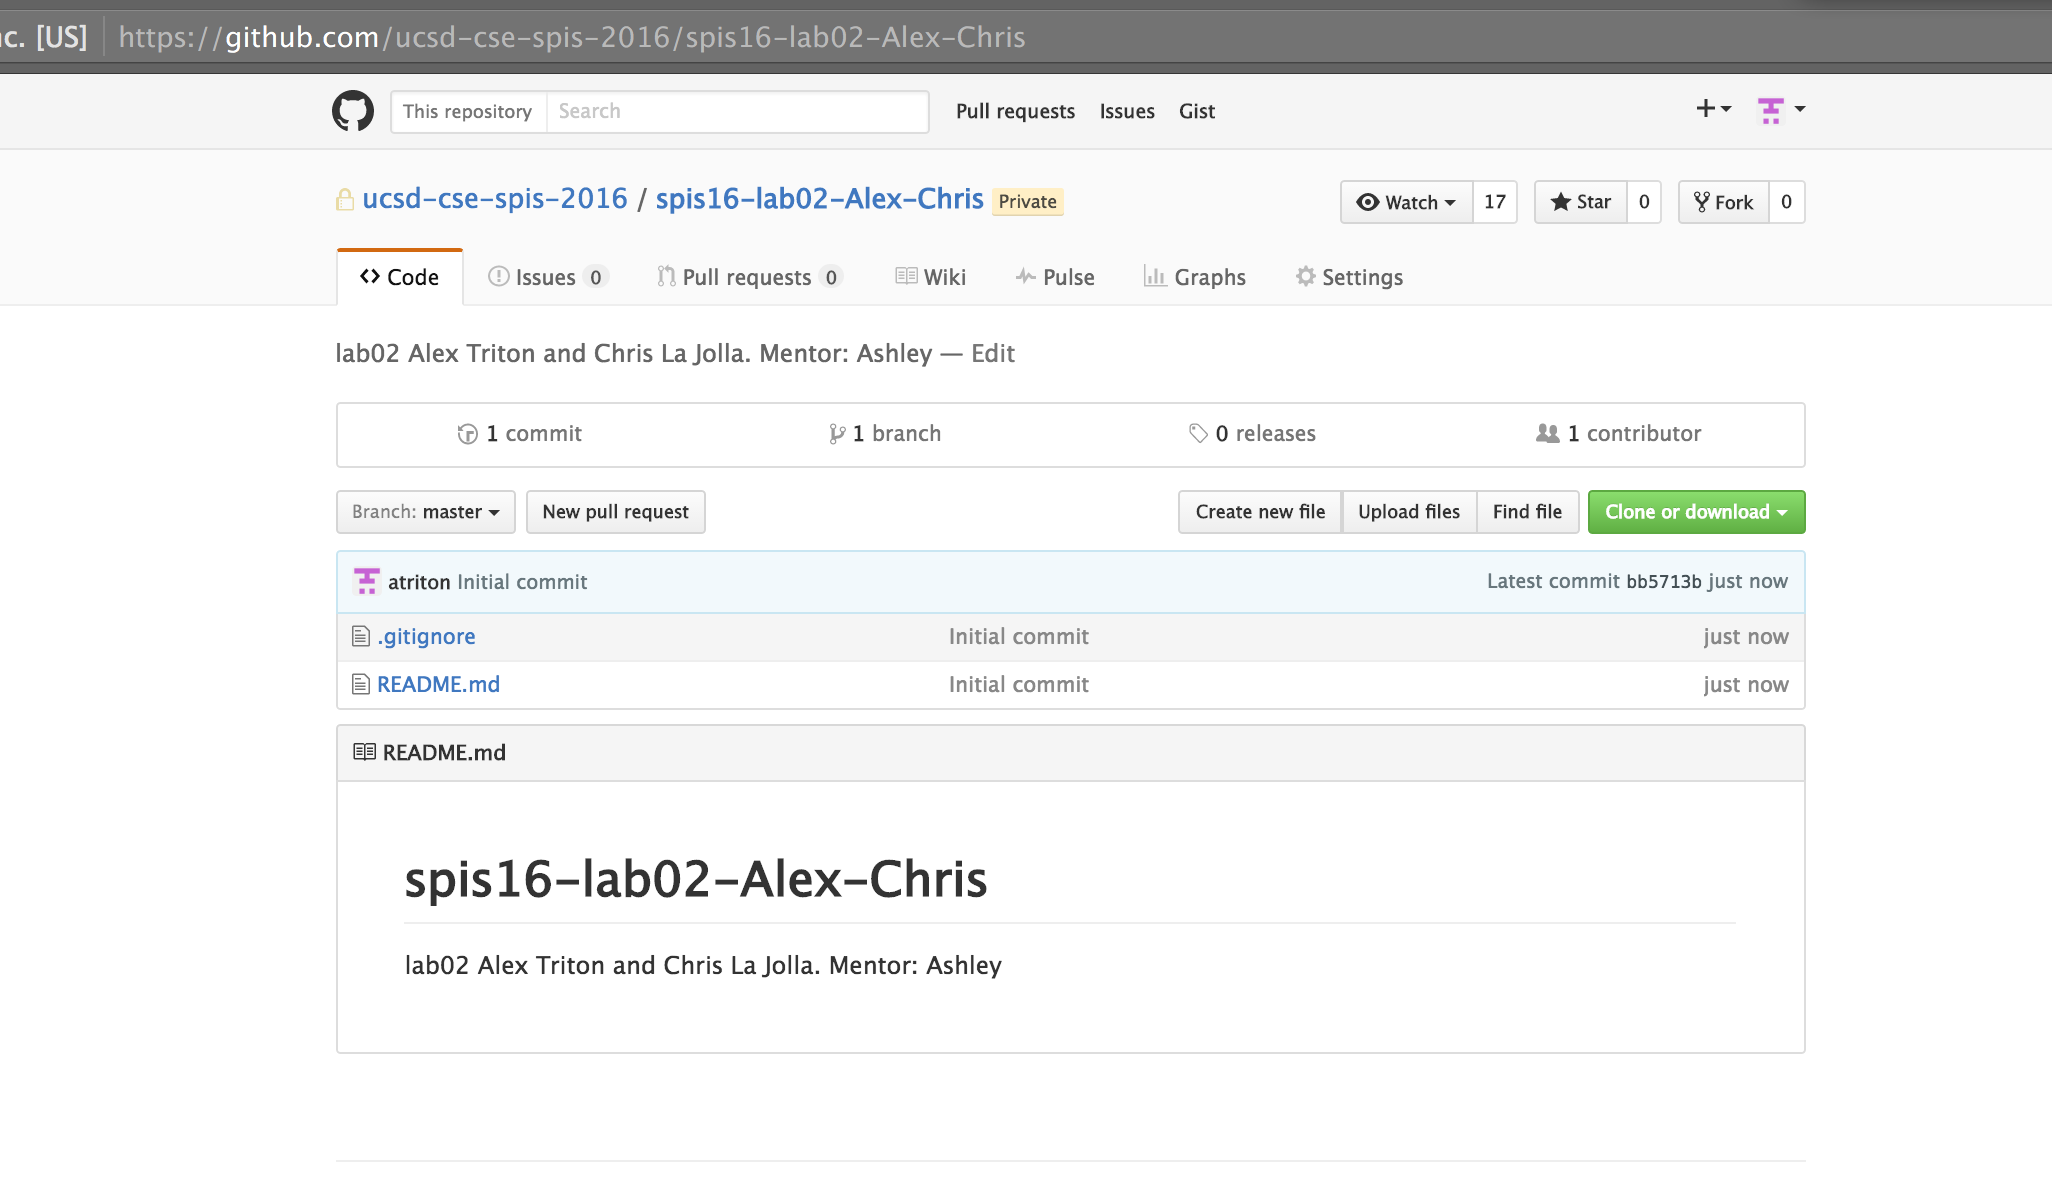 [US] https://github.com/ucsd-cse-spis-2016/spis16-lab02-Alex-Chris
This repository Search Pull requests Issues Gist
ucsd-cse-spis-2016 / spis16-lab02-Alex-Chris Private Watch 17 Star 0 Fork 0
Code Issues 0 Pull requests 0 Wiki Pulse Graphs Settings
lab02 Alex Triton and Chris La Jolla. Mentor: Ashley — Edit
1 commit 1 branch 0 releases 1 contributor
Branch: master New pull request Create new file Upload files Find file Clone or download
atriton Initial commit Latest commit bb5713b just now
.gitignore Initial commit just now
README.md Initial commit just now
README.md
spis16-lab02-Alex-Chris
lab02 Alex Triton and Chris La Jolla. Mentor: Ashley